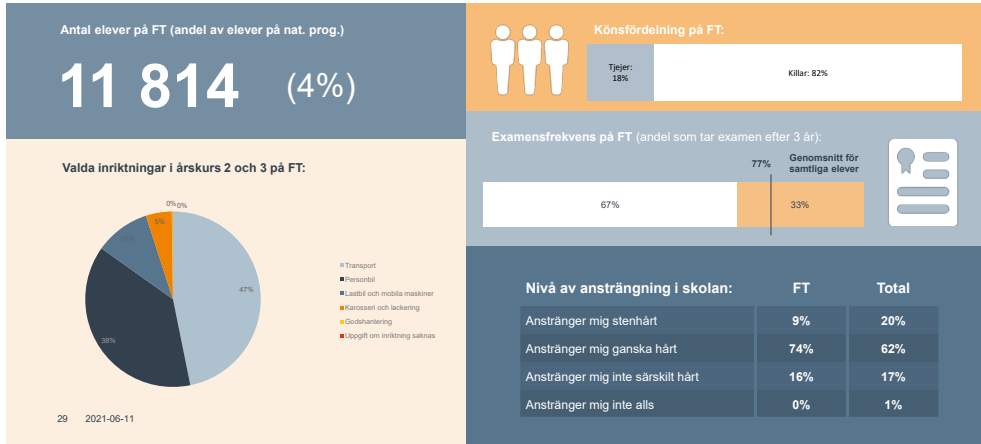 Antal elever på FT (andel av elever på nat. prog.)
11 814 (4%)
Valda inriktningar i årskurs 2 och 3 på FT:
0% 0%
5%
10%
47%
38%
Transport
Personbil
Lastbil och mobila maskiner
Karosseri och lackering
Godshantering
Uppgift om inriktning saknas
29 2021-06-11
Könsfördelning på FT:
Tjejer:
18%
Killar: 82%
Examensfrekvens på FT (andel som tar examen efter 3 år):
77%
Genomsnitt för
samtliga elever
67% 33%
Nivå av ansträngning i skolan: FT Total
Anstränger mig stenhårt 9% 20%
Anstränger mig ganska hårt 74% 62%
Anstränger mig inte särskilt hårt 16% 17%
Anstränger mig inte alls 0% 1%